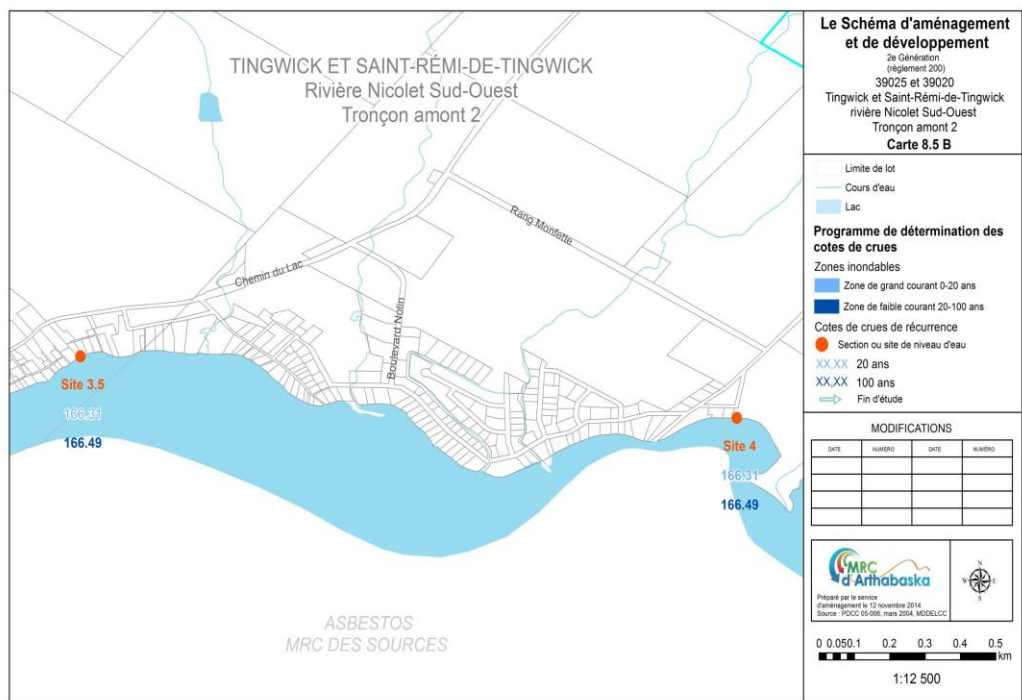 TINGWICK ET SAINT-RÉMI-DE-TINGWICK
Rivière Nicolet Sud-Ouest
Tronçon amont 2
Rang Monfette
Chemin du Lac
Boulevard Nolin
Site 3.5
166.31
166.49
Site 4
166.31
166.49
ASBESTOS
MRC DES SOURCES
Le Schéma d'aménagement
et de développement
2e Génération
(règlement 200)
39025 et 39020
Tingwick et Saint-Rémi-de-Tingwick
rivière Nicolet Sud-Ouest
Tronçon amont 2
Carte 8.5 B
Limite de lot
Cours d'eau
Lac
Programme de détermination des
cotes de crues
Zones inondables
Zone de grand courant 0-20 ans
Zone de faible courant 20-100 ans
Cotes de crues de récurrence
Section ou site de niveau d'eau
XX,XX 20 ans
XX,XX 100 ans
Fin d'étude
MODIFICATIONS
DATE NUMÉRO DATE NUMÉRO
MRC
d'Arthabaska
Préparé par le service
d'aménagement le 12 novembre 2014
Source : PDCC 05-006, mars 2004, MDDELCC
N
W E
S
0 0.050.1 0.2 0.3 0.4 0.5
km
1:12 500